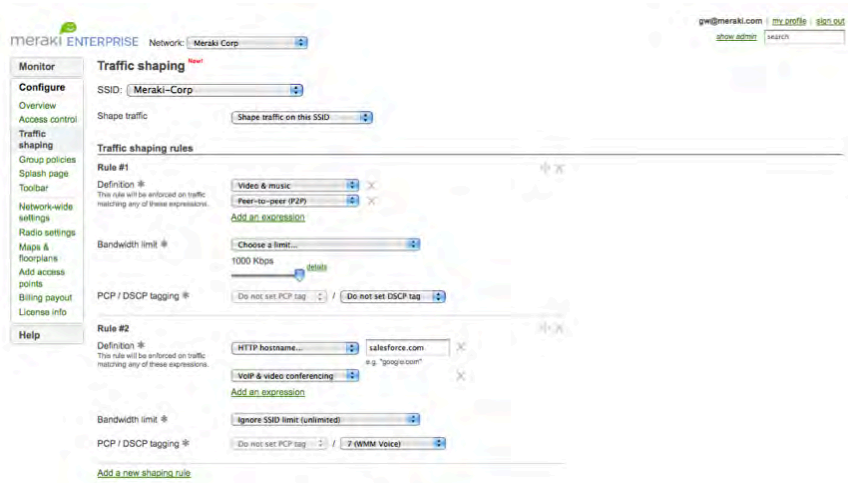 gw@meraki.com | my profile | sign out
meraki ENTERPRISE Network: Meraki Corp
show admin search
Monitor
Configure
Overview
Access control
Traffic shaping
Group policies
Splash page
Toolbar
Network-wide settings
Radio settings
Maps & floorplans
Add access points
Billing payout
License info
Help
Traffic shaping New!
SSID: Meraki-Corp
Shape traffic Shape traffic on this SSID
Traffic shaping rules
Rule #1
Definition Video & music
This rule will be enforced on traffic matching any of these expressions.
Peer-to-peer (P2P)
Add an expression
Bandwidth limit Choose a limit...
1000 Kbps details
PCP / DSCP tagging Do not set PCP tag / Do not set DSCP tag
Rule #2
Definition HTTP hostname... salesforce.com
This rule will be enforced on traffic matching any of these expressions.
e.g. "google.com"
VoIP & video conferencing
Add an expression
Bandwidth limit Ignore SSID limit (unlimited)
PCP / DSCP tagging Do not set PCP tag / 7 (WMM Voice)
Add a new shaping rule